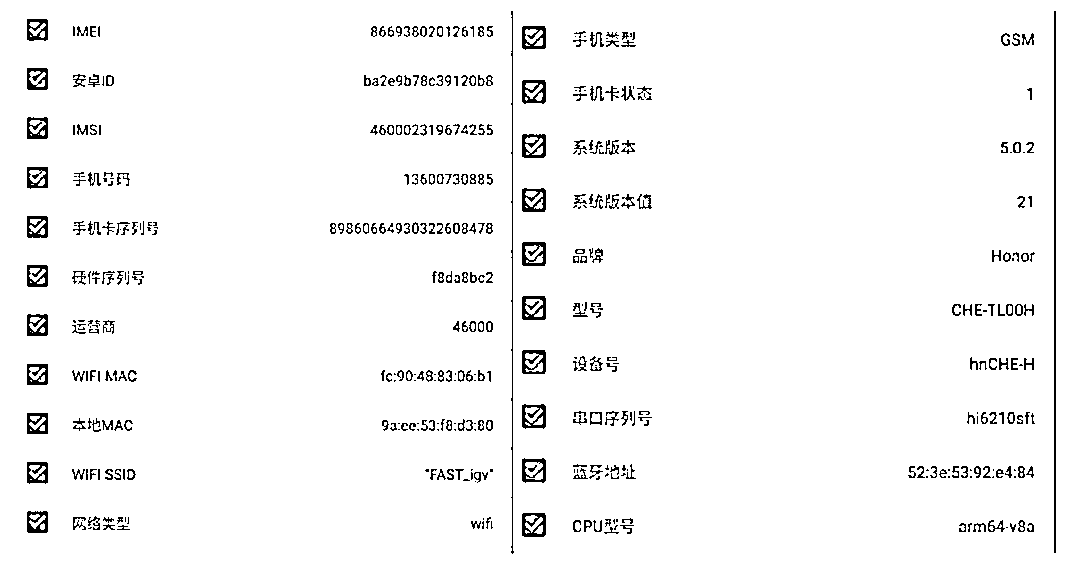 IMEI 866938020126185
安卓ID ba2e9b78c39120b8
IMSI 460002319674255
手机号码 13600730885
手机卡序列号 89860664930322608478
硬件序列号 f8da8bc2
运营商 46000
WIFI MAC fc:90:48:83:06:b1
本地MAC 9a:ee:53:f8:d3:80
WIFI SSID "FAST_igv"
网络类型 wifi
手机类型 GSM
手机卡状态 1
系统版本 5.0.2
系统版本值 21
品牌 Honor
型号 CHE-TL00H
设备号 hnCHE-H
串口序列号 hi6210sft
蓝牙地址 52:3e:53:92:e4:84
CPU型号 arm64-v8a